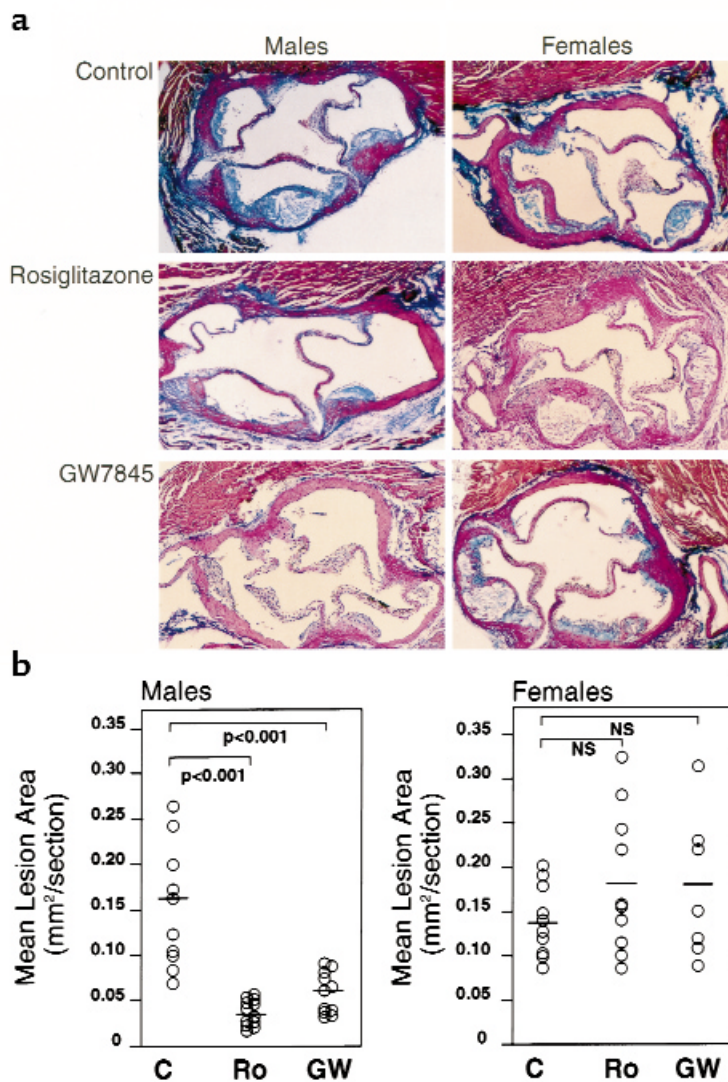 a
Males Females
Control
Rosiglitazone
GW7845
b
Males
0.35
0.30
0.25
0.20
0.15
0.10
0.05
0
Mean Lesion Area
(mm²/section)
p<0.001
p<0.001
C Ro GW
Females
0.35
0.30
0.25
0.20
0.15
0.10
0.05
0
Mean Lesion Area
(mm²/section)
NS
NS
C Ro GW